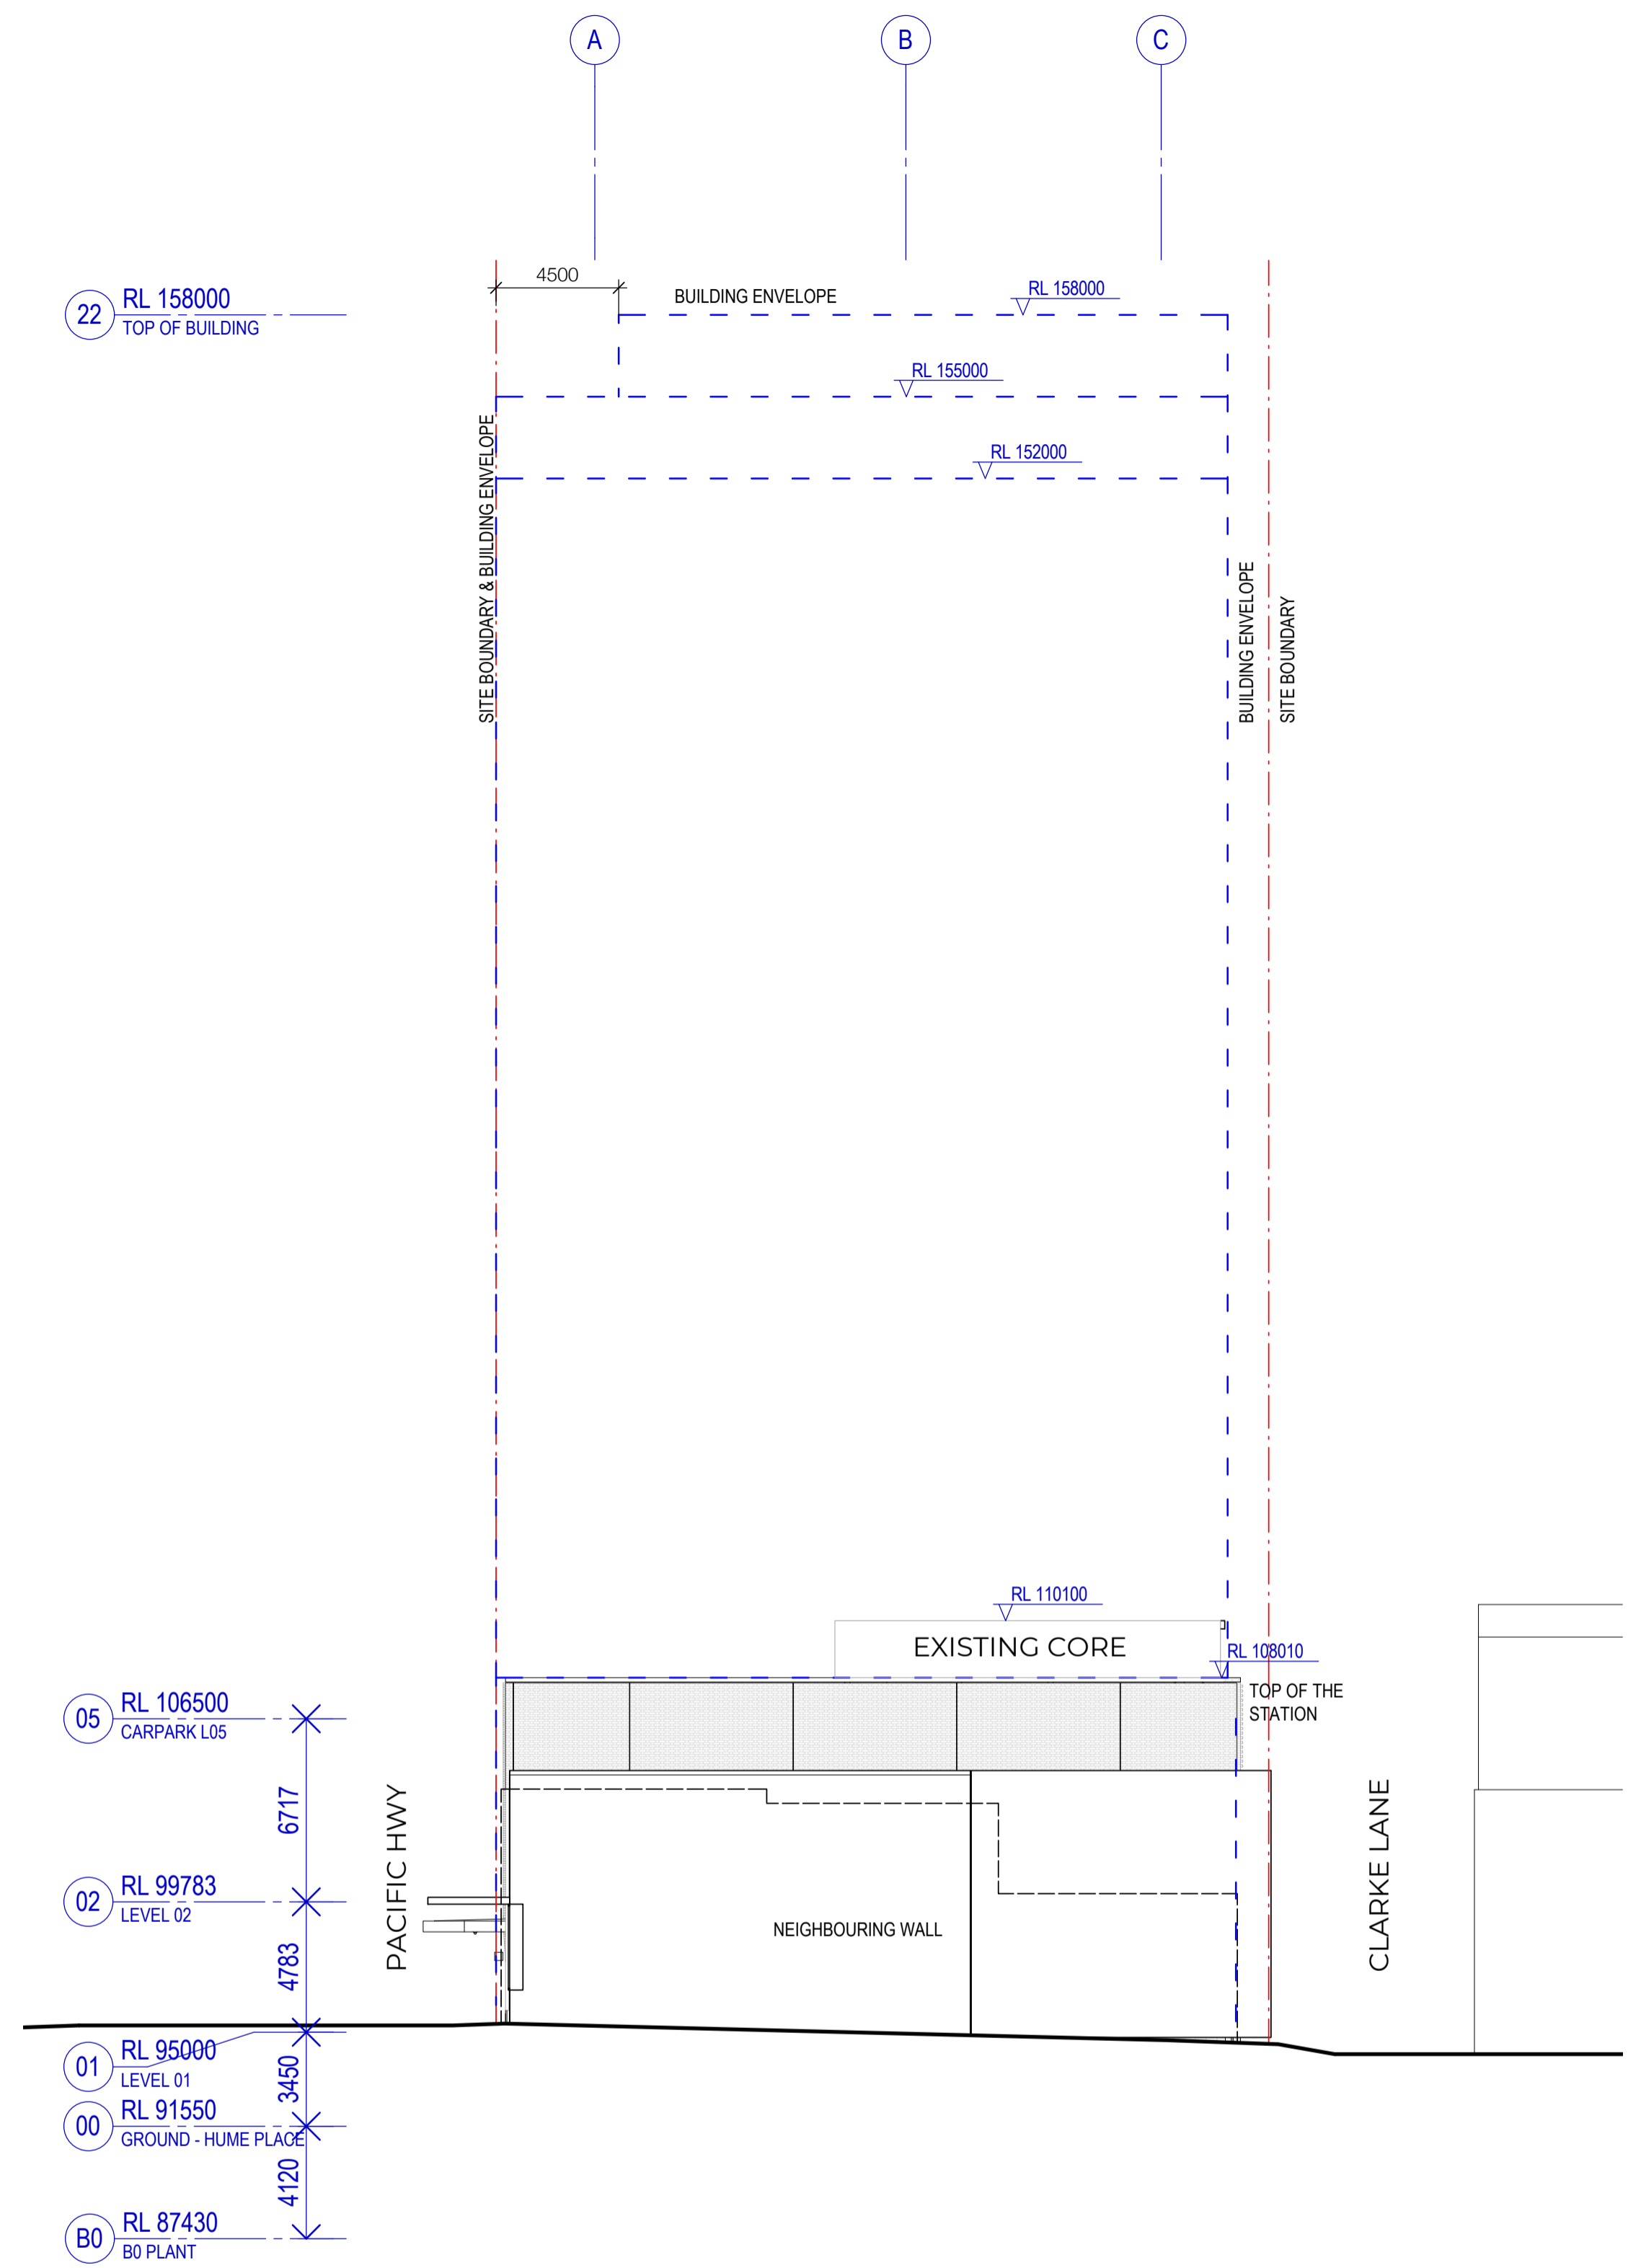 A
B
C
4500
BUILDING ENVELOPE
RL 158000
22
RL 158000
TOP OF BUILDING
RL 155000
RL 152000
SITE BOUNDARY & BUILDING ENVELOPE
BUILDING ENVELOPE
SITE BOUNDARY
RL 110100
EXISTING CORE
RL 108010
TOP OF THE
STATION
05
RL 106500
CARPARK L05
6717
PACIFIC HWY
CLARKE LANE
02
RL 99783
LEVEL 02
NEIGHBOURING WALL
4783
01
RL 95000
LEVEL 01
3450
00
RL 91550
GROUND - HUME PLACE
4120
B0
RL 87430
B0 PLANT